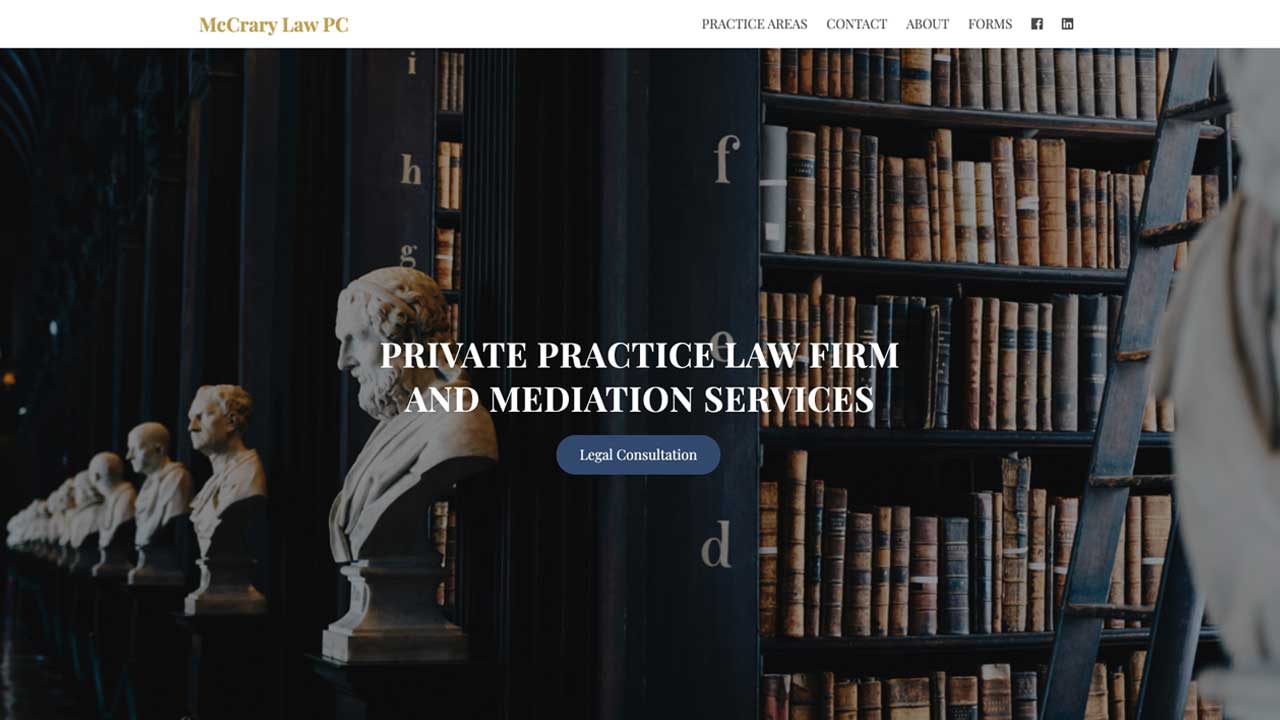 McCrary Law PC
PRACTICE AREAS CONTACT ABOUT FORMS
i
h
g
f
e
d
PRIVATE PRACTICE LAW FIRM
AND MEDIATION SERVICES
Legal Consultation